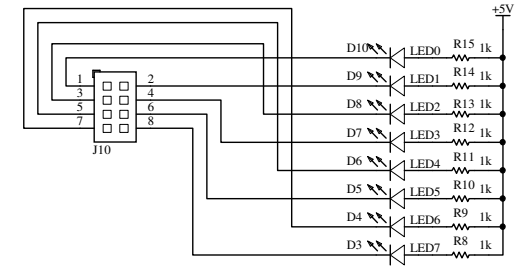 +5V
D10 LED0 R15 1k
D9 LED1 R14 1k
D8 LED2 R13 1k
D7 LED3 R12 1k
D6 LED4 R11 1k
D5 LED5 R10 1k
D4 LED6 R9 1k
D3 LED7 R8 1k
1 2
3 4
5 6
7 8
J10